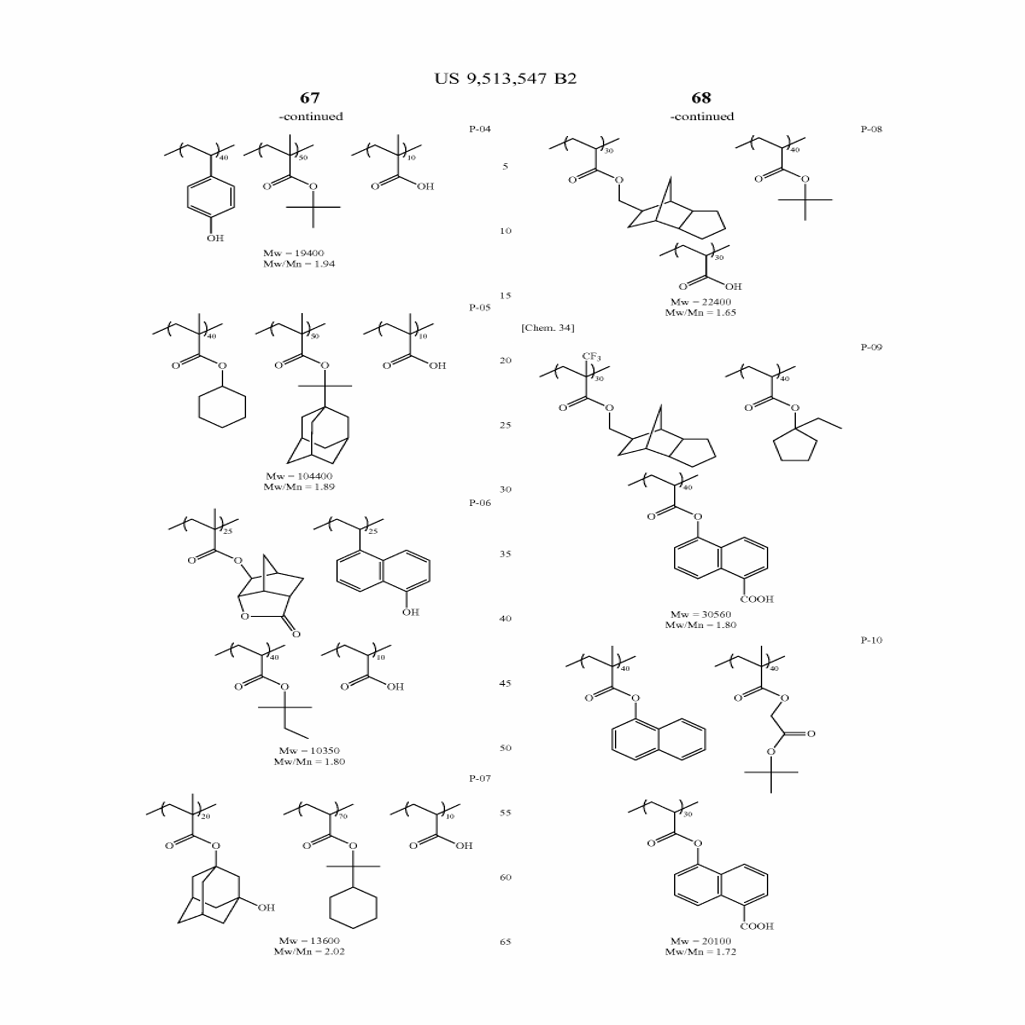 US 9,513,547 B2
67
-continued
P-04
40
50
10
O
O
O
OH
OH
Mw = 19400
Mw/Mn = 1.94
P-05
40
50
10
O
O
O
O
O
OH
Mw = 104400
Mw/Mn = 1.89
P-06
25
25
O
O
O
O
OH
40
10
O
O
O
OH
Mw = 10350
Mw/Mn = 1.80
P-07
20
70
10
O
O
O
O
O
OH
OH
Mw = 13600
Mw/Mn = 2.02
5
10
15
20
25
30
35
40
45
50
55
60
65
68
-continued
P-08
30
40
O
O
O
O
30
O
OH
Mw = 22400
Mw/Mn = 1.65
[Chem. 34]
P-09
CF3
30
40
O
O
O
O
40
O
O
COOH
Mw = 30560
Mw/Mn = 1.80
P-10
40
40
O
O
O
O
O
O
30
O
O
COOH
Mw = 20100
Mw/Mn = 1.72